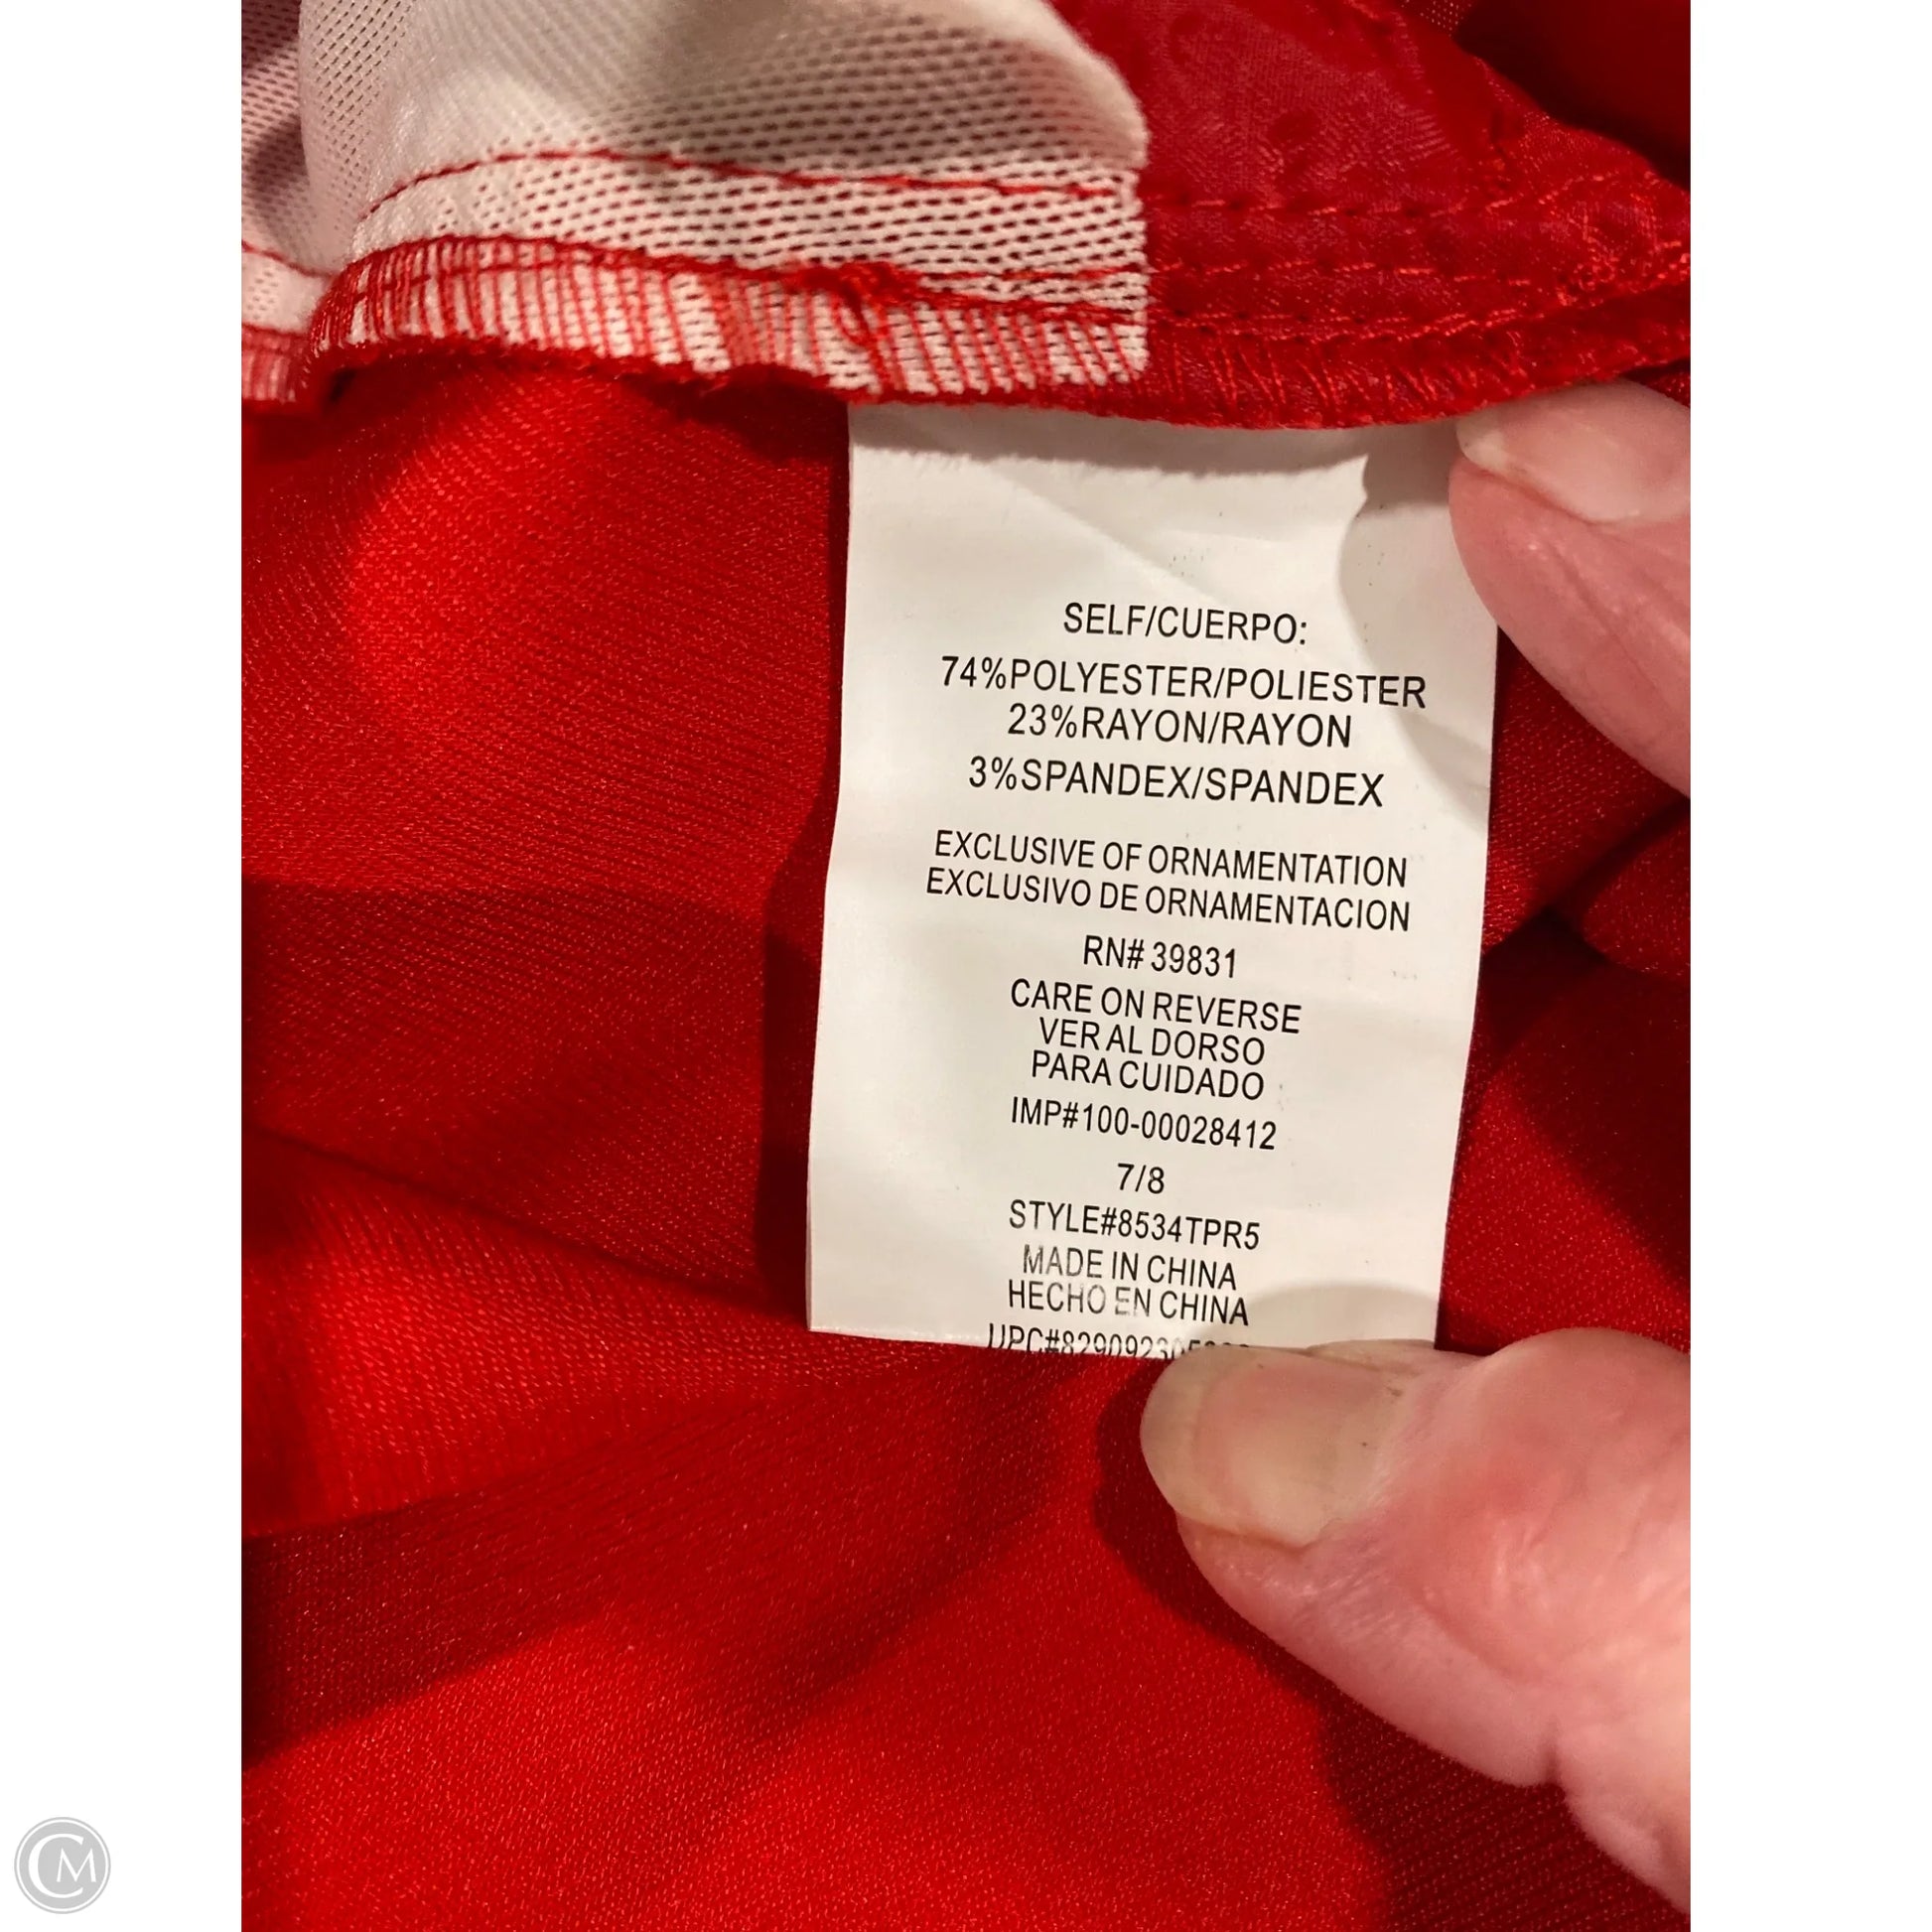 SELF/CUERPO:
74%POLYESTER/POLIESTER
23%RAYON/RAYON
3%SPANDEX/SPANDEX
EXCLUSIVE OF ORNAMENTATION
EXCLUSIVO DE ORNAMENTACION
RN# 39831
CARE ON REVERSE
VER AL DORSO
PARA CUIDADO
IMP#100-00028412
7/8
STYLE#8534TPR5
MADE IN CHINA
HECHO EN CHINA
CM